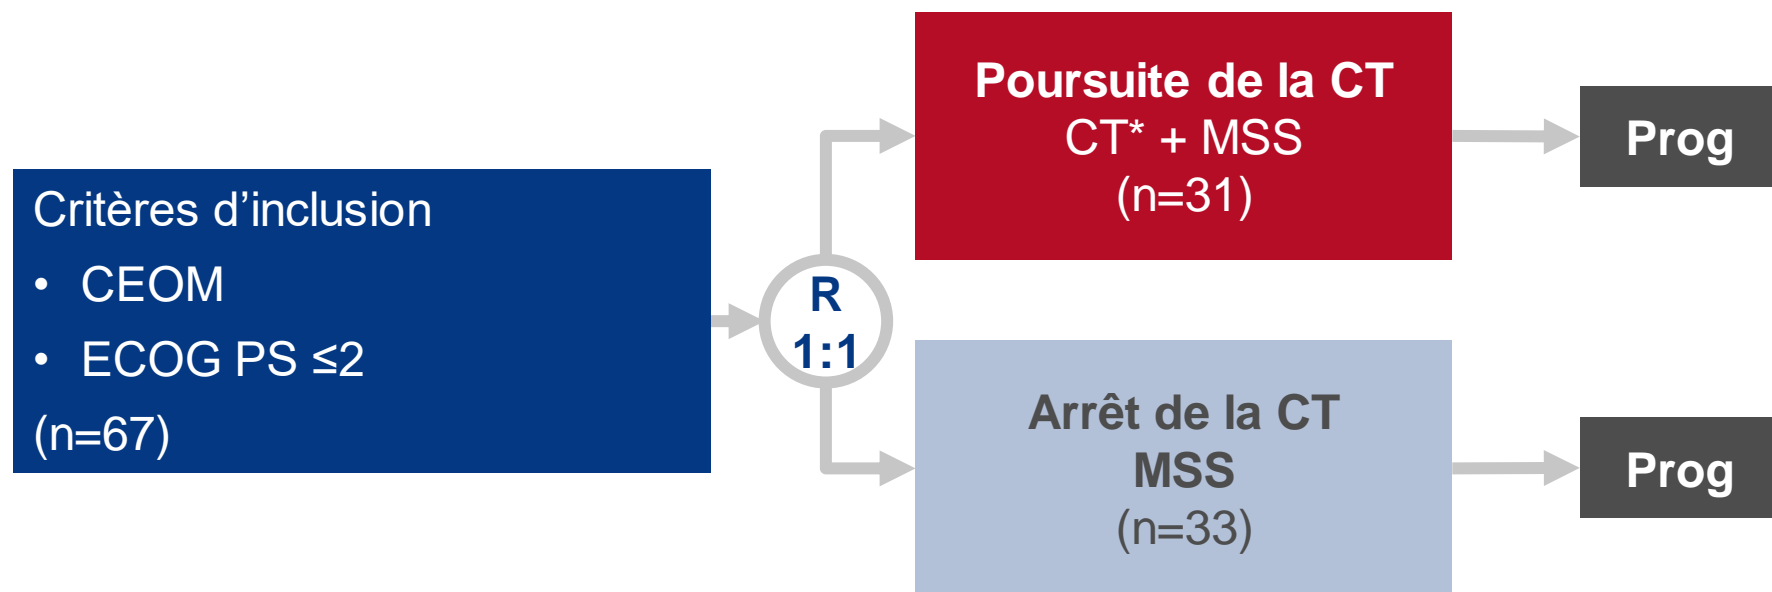 Critères d’inclusion
• CEOM
• ECOG PS ≤2
(n=67)
R
1:1
Poursuite de la CT
CT* + MSS
(n=31)
Prog
Arrêt de la CT
MSS
(n=33)
Prog